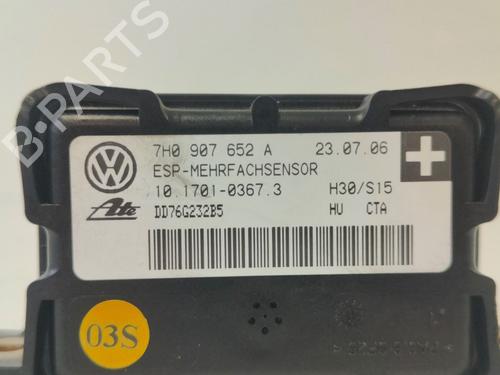 B-PARTS
7H0 907 652 A 23.07.06
ESP-MEHRFACHSENSOR
10.1701-0367.3 H30/S15
Ate DD76G232B5 HU CTA
03S